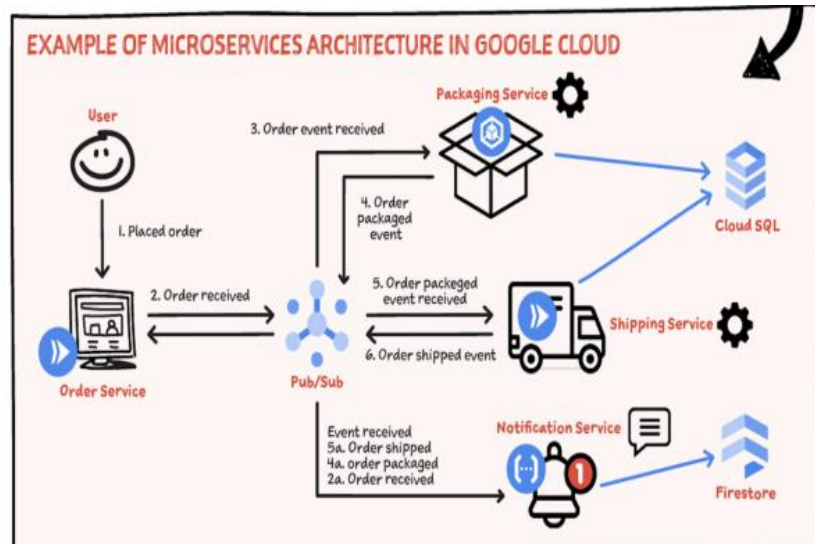 EXAMPLE OF MICROSERVICES ARCHITECTURE IN GOOGLE CLOUD
Packaging Service
User
3. Order event received
4. Order
packaged
event
1. Placed order
Cloud SQL
2. Order received
5. Order packeged
event received
Shipping Service
6. Order shipped event
Pub/Sub
Order Service
Event received
5a. Order shipped
4a. order packaged
2a. Order received
Notification Service
1
Firestore